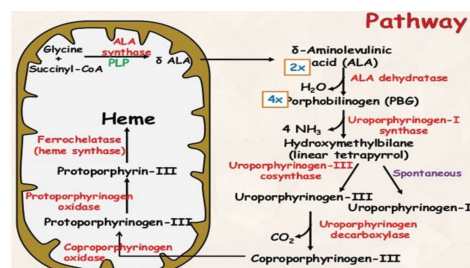 Pathway
Glycine
+
Succinyl-CoA
ALA
synthase
PLP
δ ALA
δ-Aminolevulinic
acid (ALA)
2x
ALA dehydratase
H₂O
4x
Porphobilinogen (PBG)
Uroporphyrinogen-I
synthase
4 NH₃
Hydroxymethylbilane
(linear tetrapyrrol)
Uroporphyrinogen-III
cosynthase
Spontaneous
Uroporphyrinogen-III
Uroporphyrinogen-I
Uroporphyrinogen
decarboxylase
CO₂
Coproporphyrinogen-III
Coproporphyrinogen
oxidase
Protoporphyrinogen-III
Protoporphyrinogen
oxidase
Protoporphyrin-III
Ferrochelatase
(heme synthase)
Heme